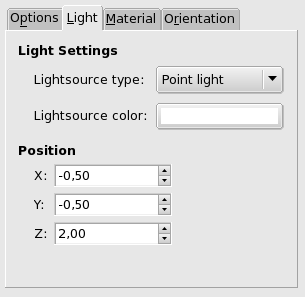 Options Light Material Orientation
Light Settings
Lightsource type: Point light
Lightsource color:
Position
X: -0,50
Y: -0,50
Z: 2,00